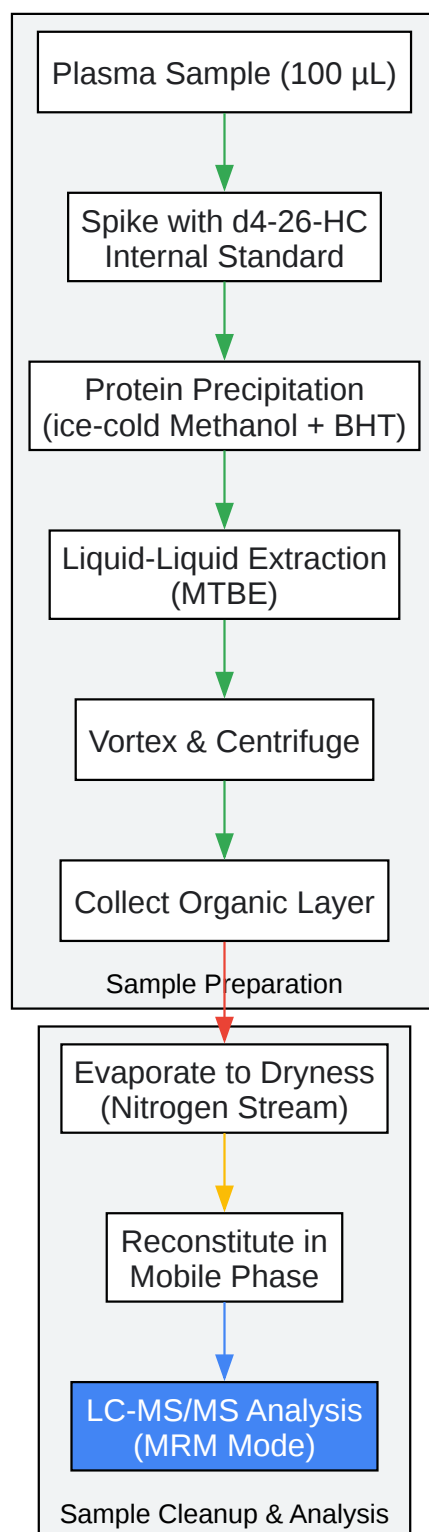 Plasma Sample (100 µL)
Spike with d4-26-HC
Internal Standard
Protein Precipitation
(ice-cold Methanol + BHT)
Liquid-Liquid Extraction
(MTBE)
Vortex & Centrifuge
Collect Organic Layer
Sample Preparation
Evaporate to Dryness
(Nitrogen Stream)
Reconstitute in
Mobile Phase
LC-MS/MS Analysis
(MRM Mode)
Sample Cleanup & Analysis